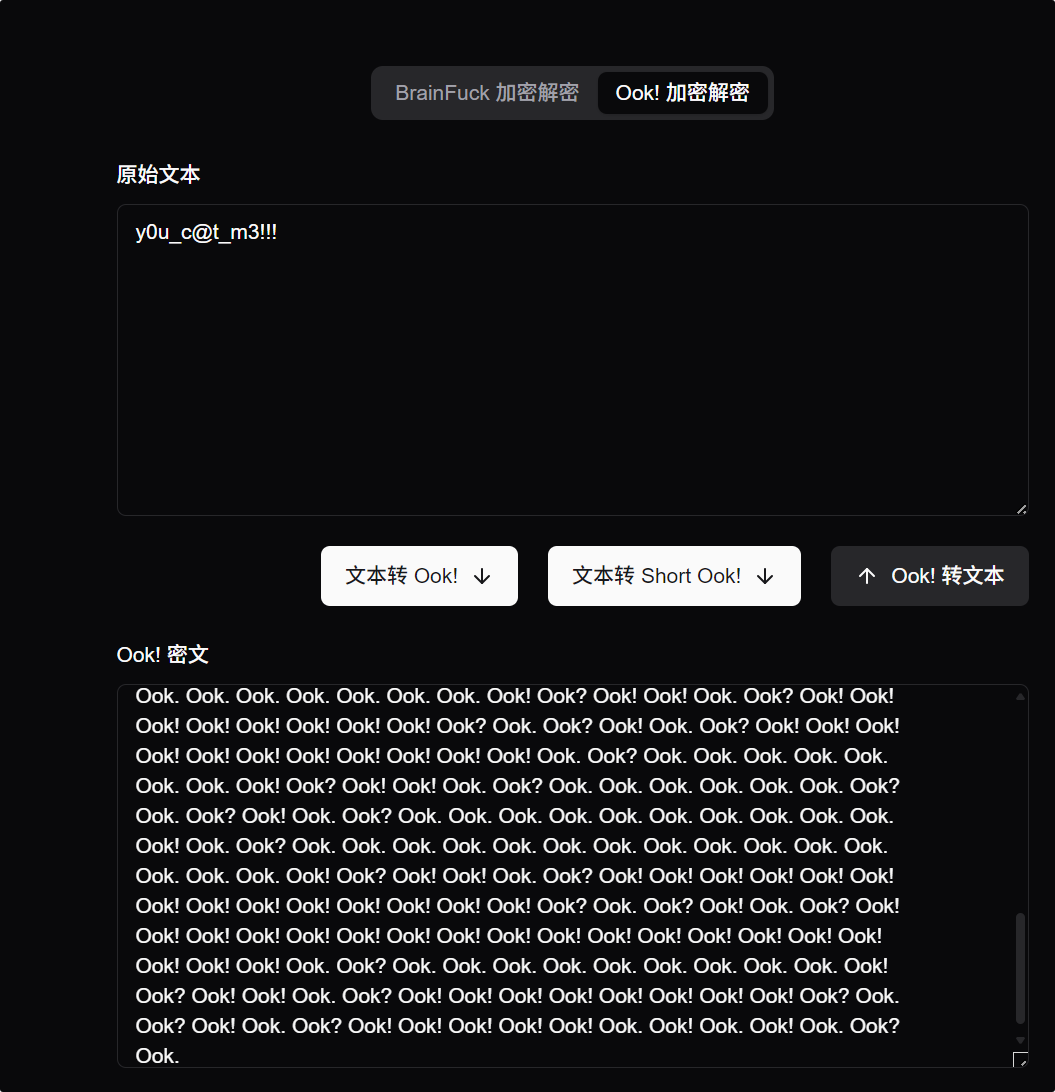 BrainFuck 加密解密 Ook! 加密解密
原始文本
y0u_c@t_m3!!!
文本转 Ook! ↓ 文本转 Short Ook! ↓ ↑ Ook! 转文本
Ook! 密文
Ook. Ook. Ook. Ook. Ook. Ook. Ook. Ook! Ook? Ook! Ook! Ook. Ook? Ook! Ook!
Ook! Ook! Ook! Ook! Ook! Ook! Ook? Ook. Ook? Ook! Ook. Ook? Ook! Ook! Ook!
Ook! Ook! Ook! Ook! Ook! Ook! Ook! Ook! Ook. Ook? Ook. Ook. Ook. Ook. Ook.
Ook. Ook. Ook! Ook? Ook! Ook! Ook. Ook? Ook. Ook. Ook. Ook. Ook. Ook. Ook?
Ook. Ook? Ook! Ook. Ook? Ook. Ook. Ook. Ook. Ook. Ook. Ook. Ook. Ook. Ook.
Ook! Ook. Ook? Ook. Ook. Ook. Ook. Ook. Ook. Ook. Ook. Ook. Ook. Ook. Ook.
Ook. Ook. Ook. Ook! Ook? Ook! Ook! Ook. Ook? Ook! Ook! Ook! Ook! Ook! Ook!
Ook! Ook! Ook! Ook! Ook! Ook! Ook! Ook! Ook? Ook. Ook? Ook! Ook. Ook? Ook!
Ook! Ook! Ook! Ook! Ook! Ook! Ook! Ook! Ook! Ook! Ook! Ook! Ook! Ook! Ook!
Ook! Ook! Ook! Ook. Ook? Ook. Ook. Ook. Ook. Ook. Ook. Ook. Ook. Ook. Ook!
Ook? Ook! Ook! Ook. Ook? Ook! Ook! Ook! Ook! Ook! Ook! Ook! Ook! Ook? Ook.
Ook? Ook! Ook. Ook? Ook! Ook! Ook! Ook! Ook! Ook. Ook! Ook. Ook! Ook. Ook?
Ook.